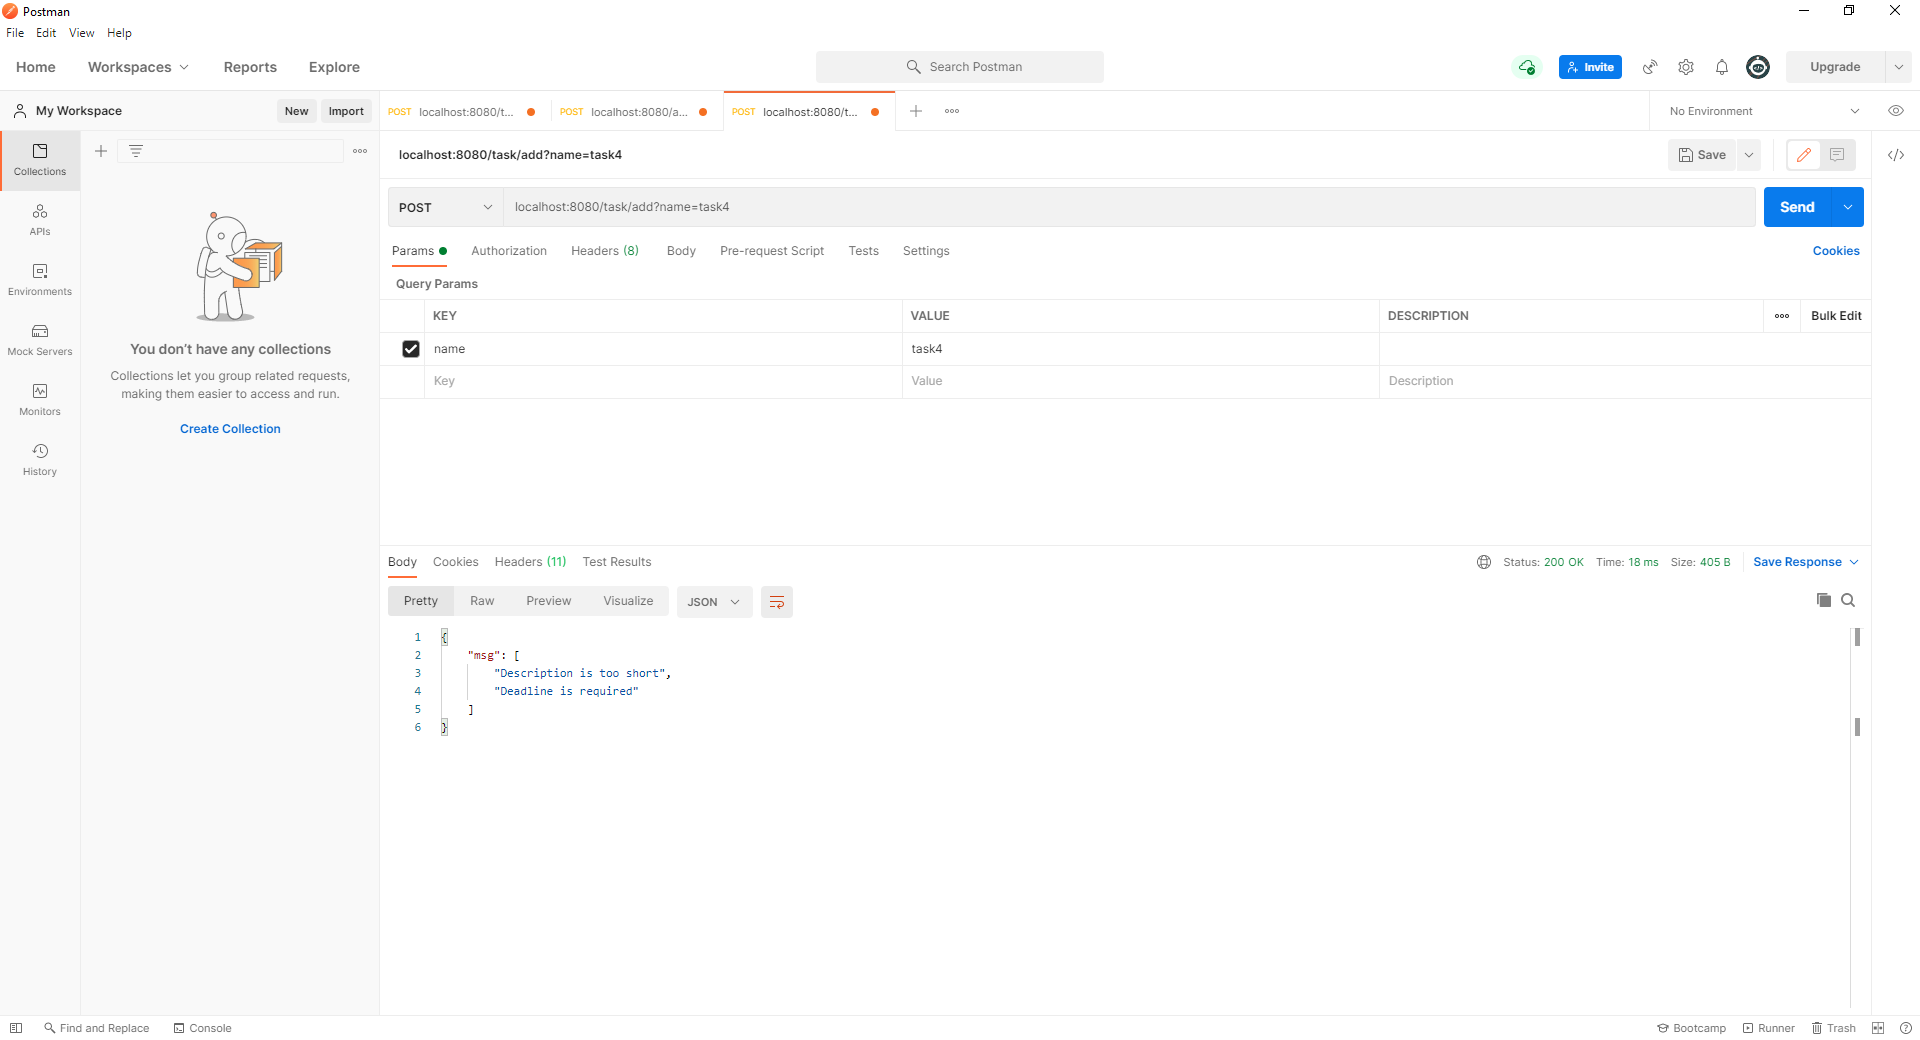 Postman
File Edit View Help
Home Workspaces Reports Explore
Search Postman
Invite
Upgrade
My Workspace
New Import
POST localhost:8080/t...
POST localhost:8080/a...
POST localhost:8080/t...
No Environment
Collections
APIs
Environments
Mock Servers
Monitors
History
You don't have any collections
Collections let you group related requests,
making them easier to access and run.
Create Collection
localhost:8080/task/add?name=task4
Save
POST localhost:8080/task/add?name=task4
Send
Params Authorization Headers (8) Body Pre-request Script Tests Settings
Cookies
Query Params
KEY VALUE DESCRIPTION
Bulk Edit
name task4
Key Value Description
Body Cookies Headers (11) Test Results
Status: 200 OK Time: 18 ms Size: 405 B
Save Response
Pretty Raw Preview Visualize JSON
1 {
2 "msg": [
3 "Description is too short",
4 "Deadline is required"
5 ]
6 }
Find and Replace Console
Bootcamp Runner Trash